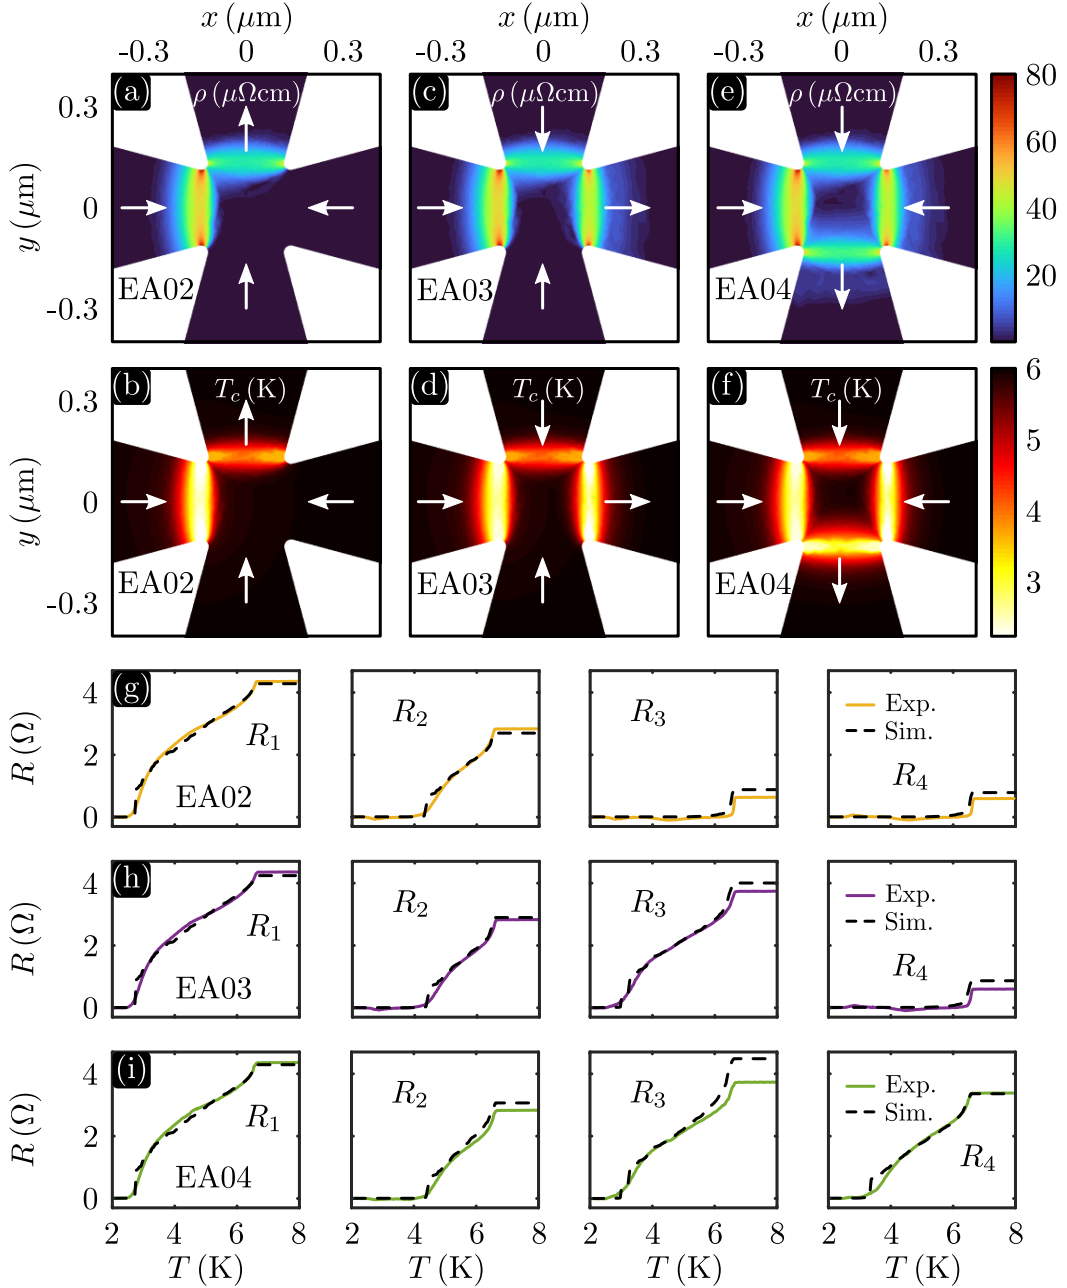 x (μm) x (μm) x (μm)
-0.3 0 0.3 -0.3 0 0.3 -0.3 0 0.3
(a) ρ (μΩcm) (c) ρ (μΩcm) (e) ρ (μΩcm) 80
0.3
60
y (μm) 0
40
20
EA02 EA03 EA04
-0.3
(b) T_c (K) (d) T_c (K) (f) T_c (K) 6
0.3
5
y (μm) 0
4
3
EA02 EA03 EA04
-0.3
(g) 4 R_2 R_3 Exp.
R (Ω) R_1 Sim.
2 R_4
EA02
0
(h) 4 R_2 R_3 Exp.
R (Ω) R_1 Sim.
2 R_4
EA03
0
(i) 4 R_2 R_3 Exp.
R (Ω) R_1 Sim.
2 R_4
EA04
0
2 4 6 8 2 4 6 8 2 4 6 8 2 4 6 8
T (K) T (K) T (K) T (K)